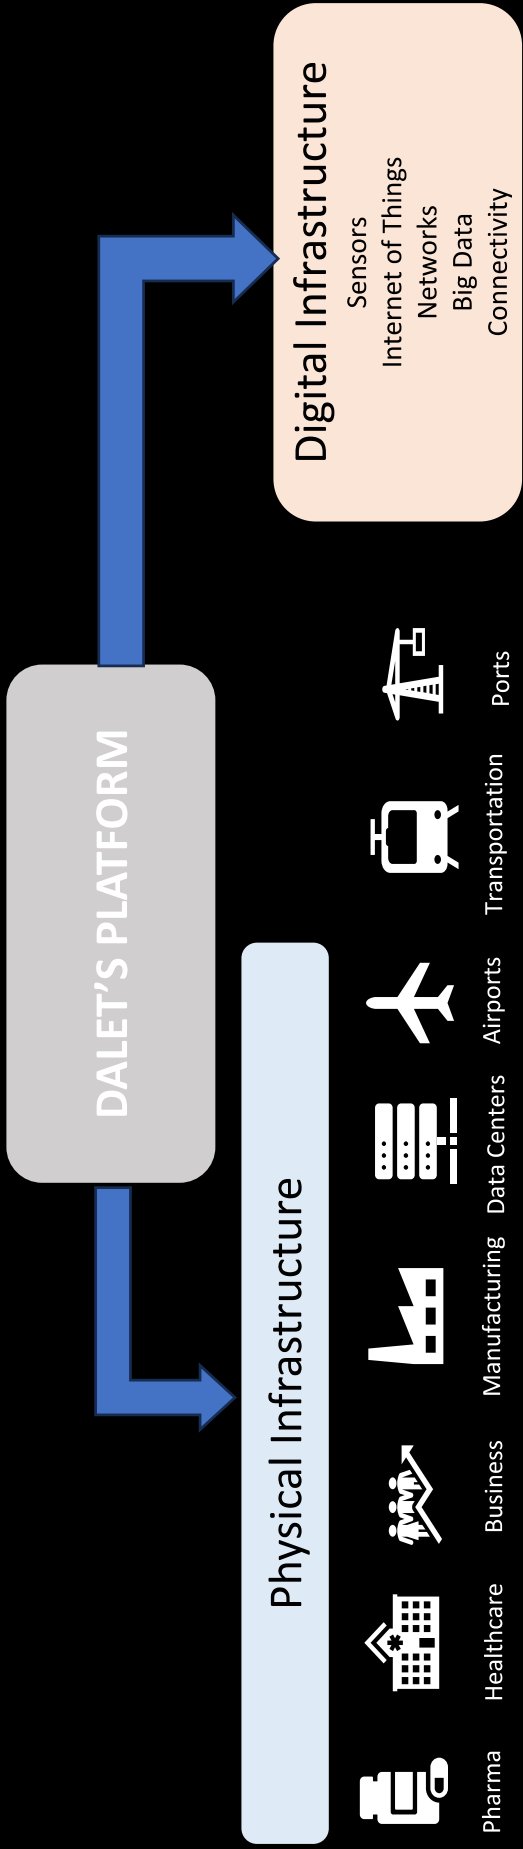 DALET’S PLATFORM
Physical Infrastructure
Digital Infrastructure
Sensors
Internet of Things
Networks
Big Data
Connectivity
Pharma
Healthcare
Business
Manufacturing
Data Centers
Airports
Transportation
Ports